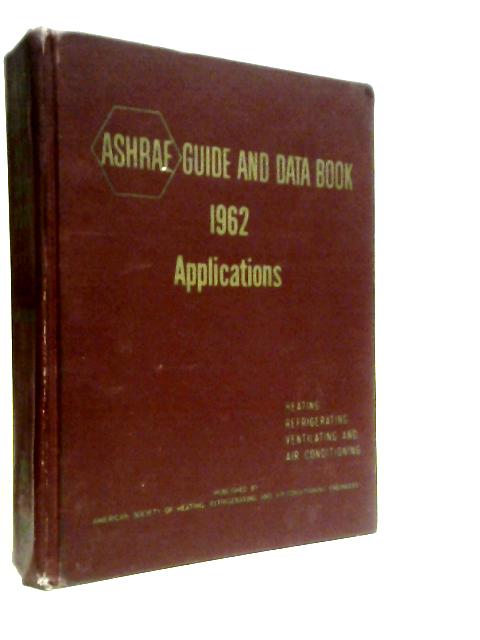 ASHRAE GUIDE AND DATA BOOK
1962
Applications
HEATING
REFRIGERATING
VENTILATING AND
AIR CONDITIONING
PUBLISHED BY
AMERICAN SOCIETY OF HEATING, REFRIGERATING AND AIR-CONDITIONING ENGINEERS